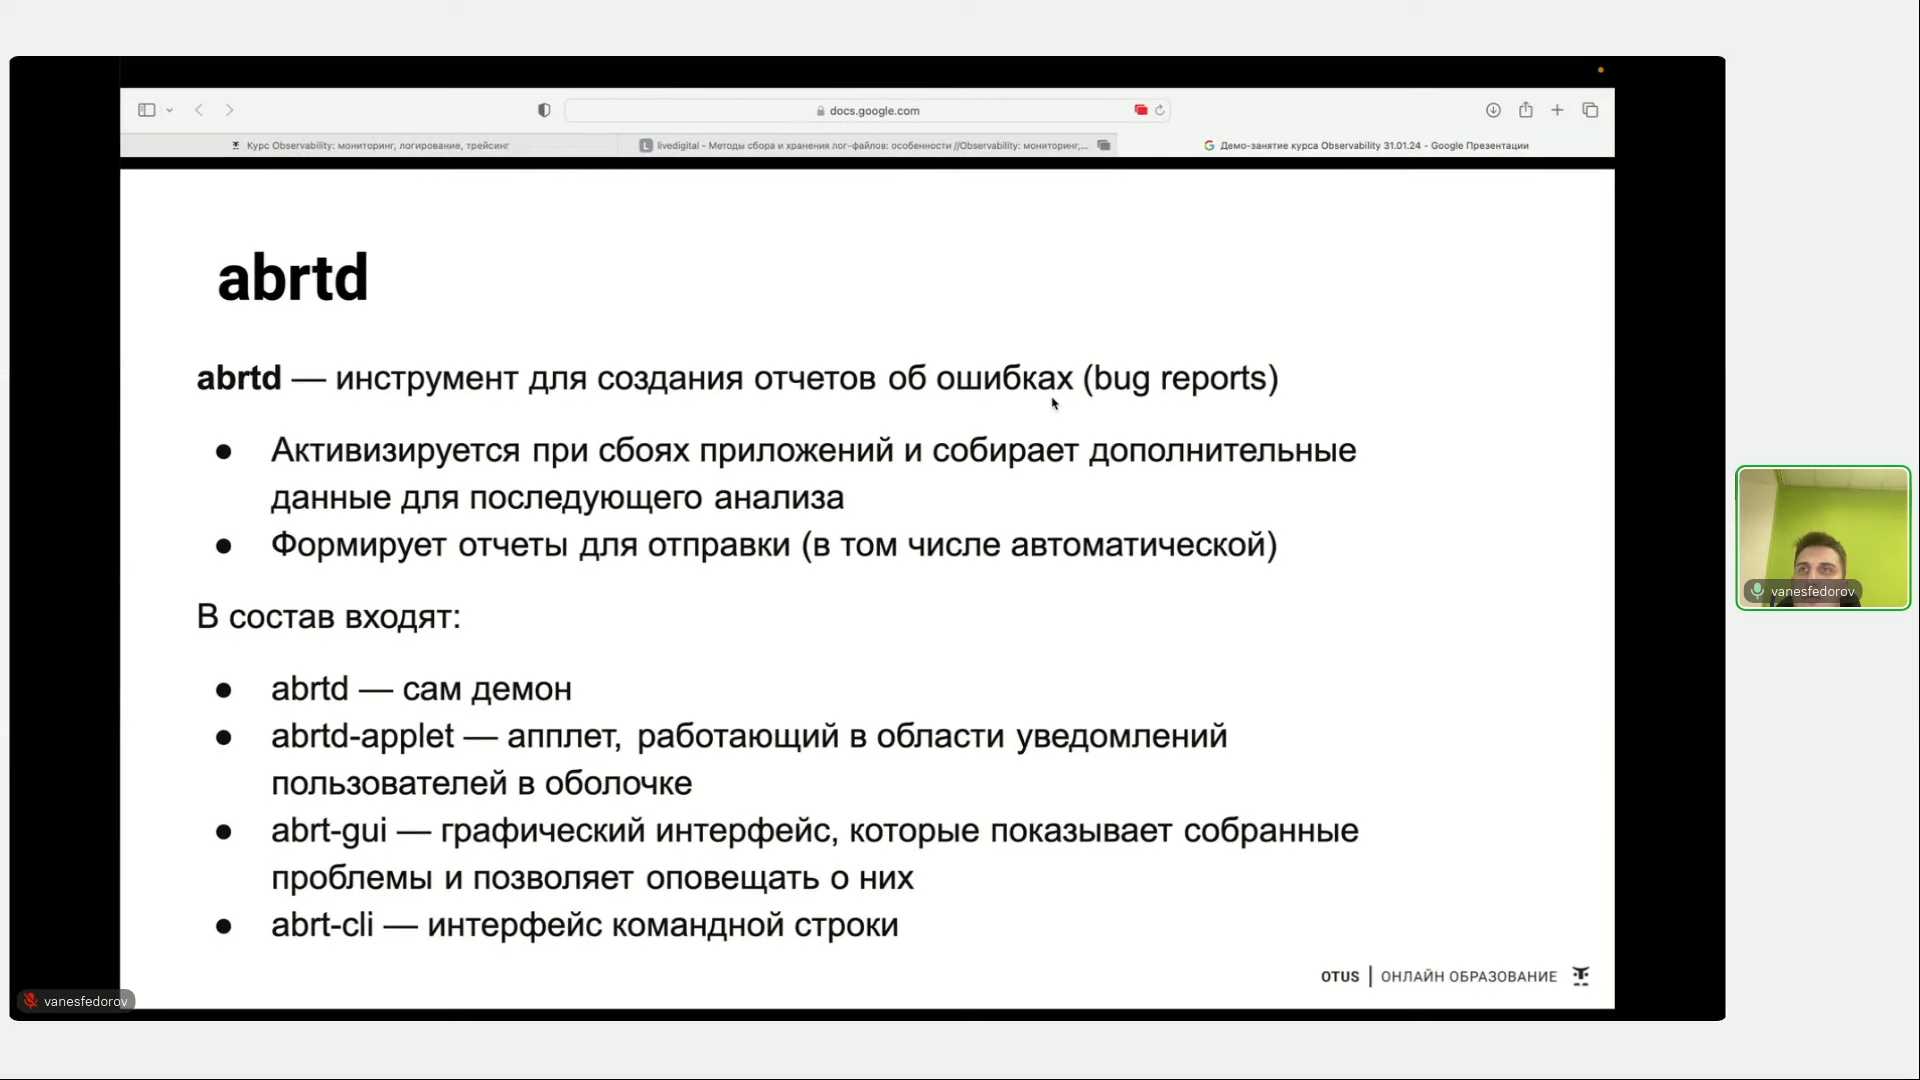 docs.google.com
Курс Observability: мониторинг, логирование, трейсинг
L livedigital - Методы сбора и хранения лог-файлов: особенности //Observability: мониторинг,...
Демо-занятие курса Observability 31.01.24 - Google Презентации
abrtd
abrtd — инструмент для создания отчетов об ошибках (bug reports)
● Активизируется при сбоях приложений и собирает дополнительные
данные для последующего анализа
● Формирует отчеты для отправки (в том числе автоматической)
В состав входят:
● abrtd — сам демон
● abrtd-applet — апплет, работающий в области уведомлений
пользователей в оболочке
● abrt-gui — графический интерфейс, которые показывает собранные
проблемы и позволяет оповещать о них
● abrt-cli — интерфейс командной строки
OTUS | ОНЛАЙН ОБРАЗОВАНИЕ
vanesfedorov
vanesfedorov